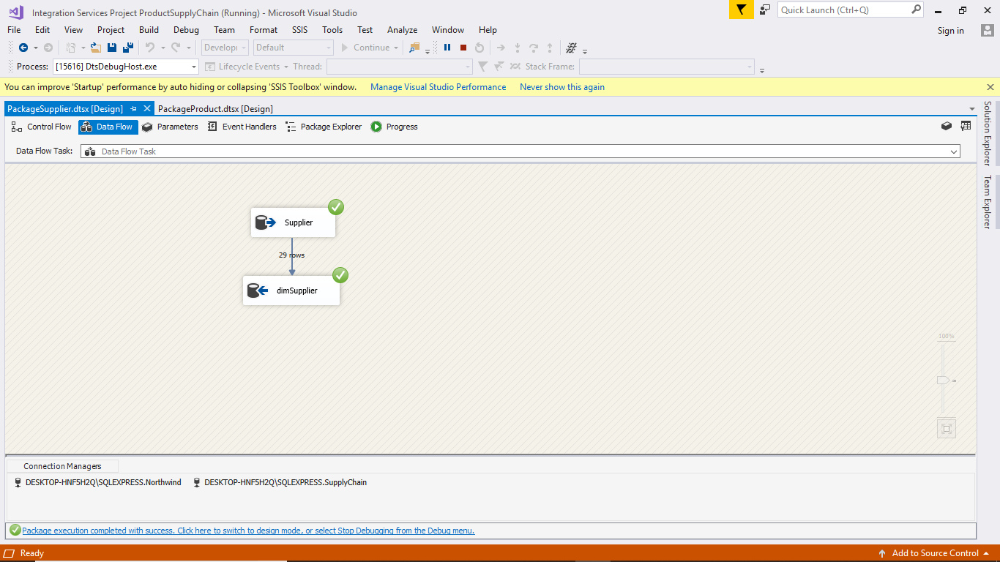 Integration Services Project ProductSupplyChain (Running) - Microsoft Visual Studio
Quick Launch (Ctrl+Q)
File Edit View Project Build Debug Team Format SSIS Tools Test Analyze Window Help
Sign in
Developı Default Continue
Process: [15616] DtsDebugHost.exe Lifecycle Events Thread: Stack Frame:
You can improve 'Startup' performance by auto hiding or collapsing 'SSIS Toolbox' window. Manage Visual Studio Performance Never show this again
PackageSupplier.dtsx [Design] PackageProduct.dtsx [Design]
Control Flow Data Flow Parameters Event Handlers Package Explorer Progress
Data Flow Task: Data Flow Task
Solution Explorer
Team Explorer
Supplier
29 rows
dimSupplier
100%
Connection Managers
DESKTOP-HNF5H2Q\SQLEXPRESS.Northwind DESKTOP-HNF5H2Q\SQLEXPRESS.SupplyChain
Package execution completed with success. Click here to switch to design mode, or select Stop Debugging from the Debug menu.
Ready
Add to Source Control